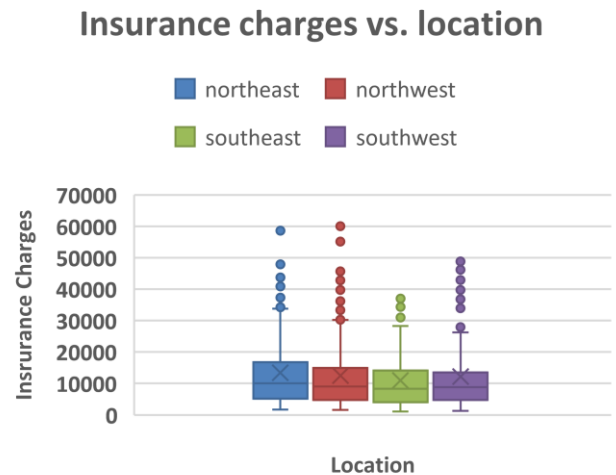 Insurance charges vs. location
northeast northwest
southeast southwest
Insrurance Charges
70000
60000
50000
40000
30000
20000
10000
0
Location